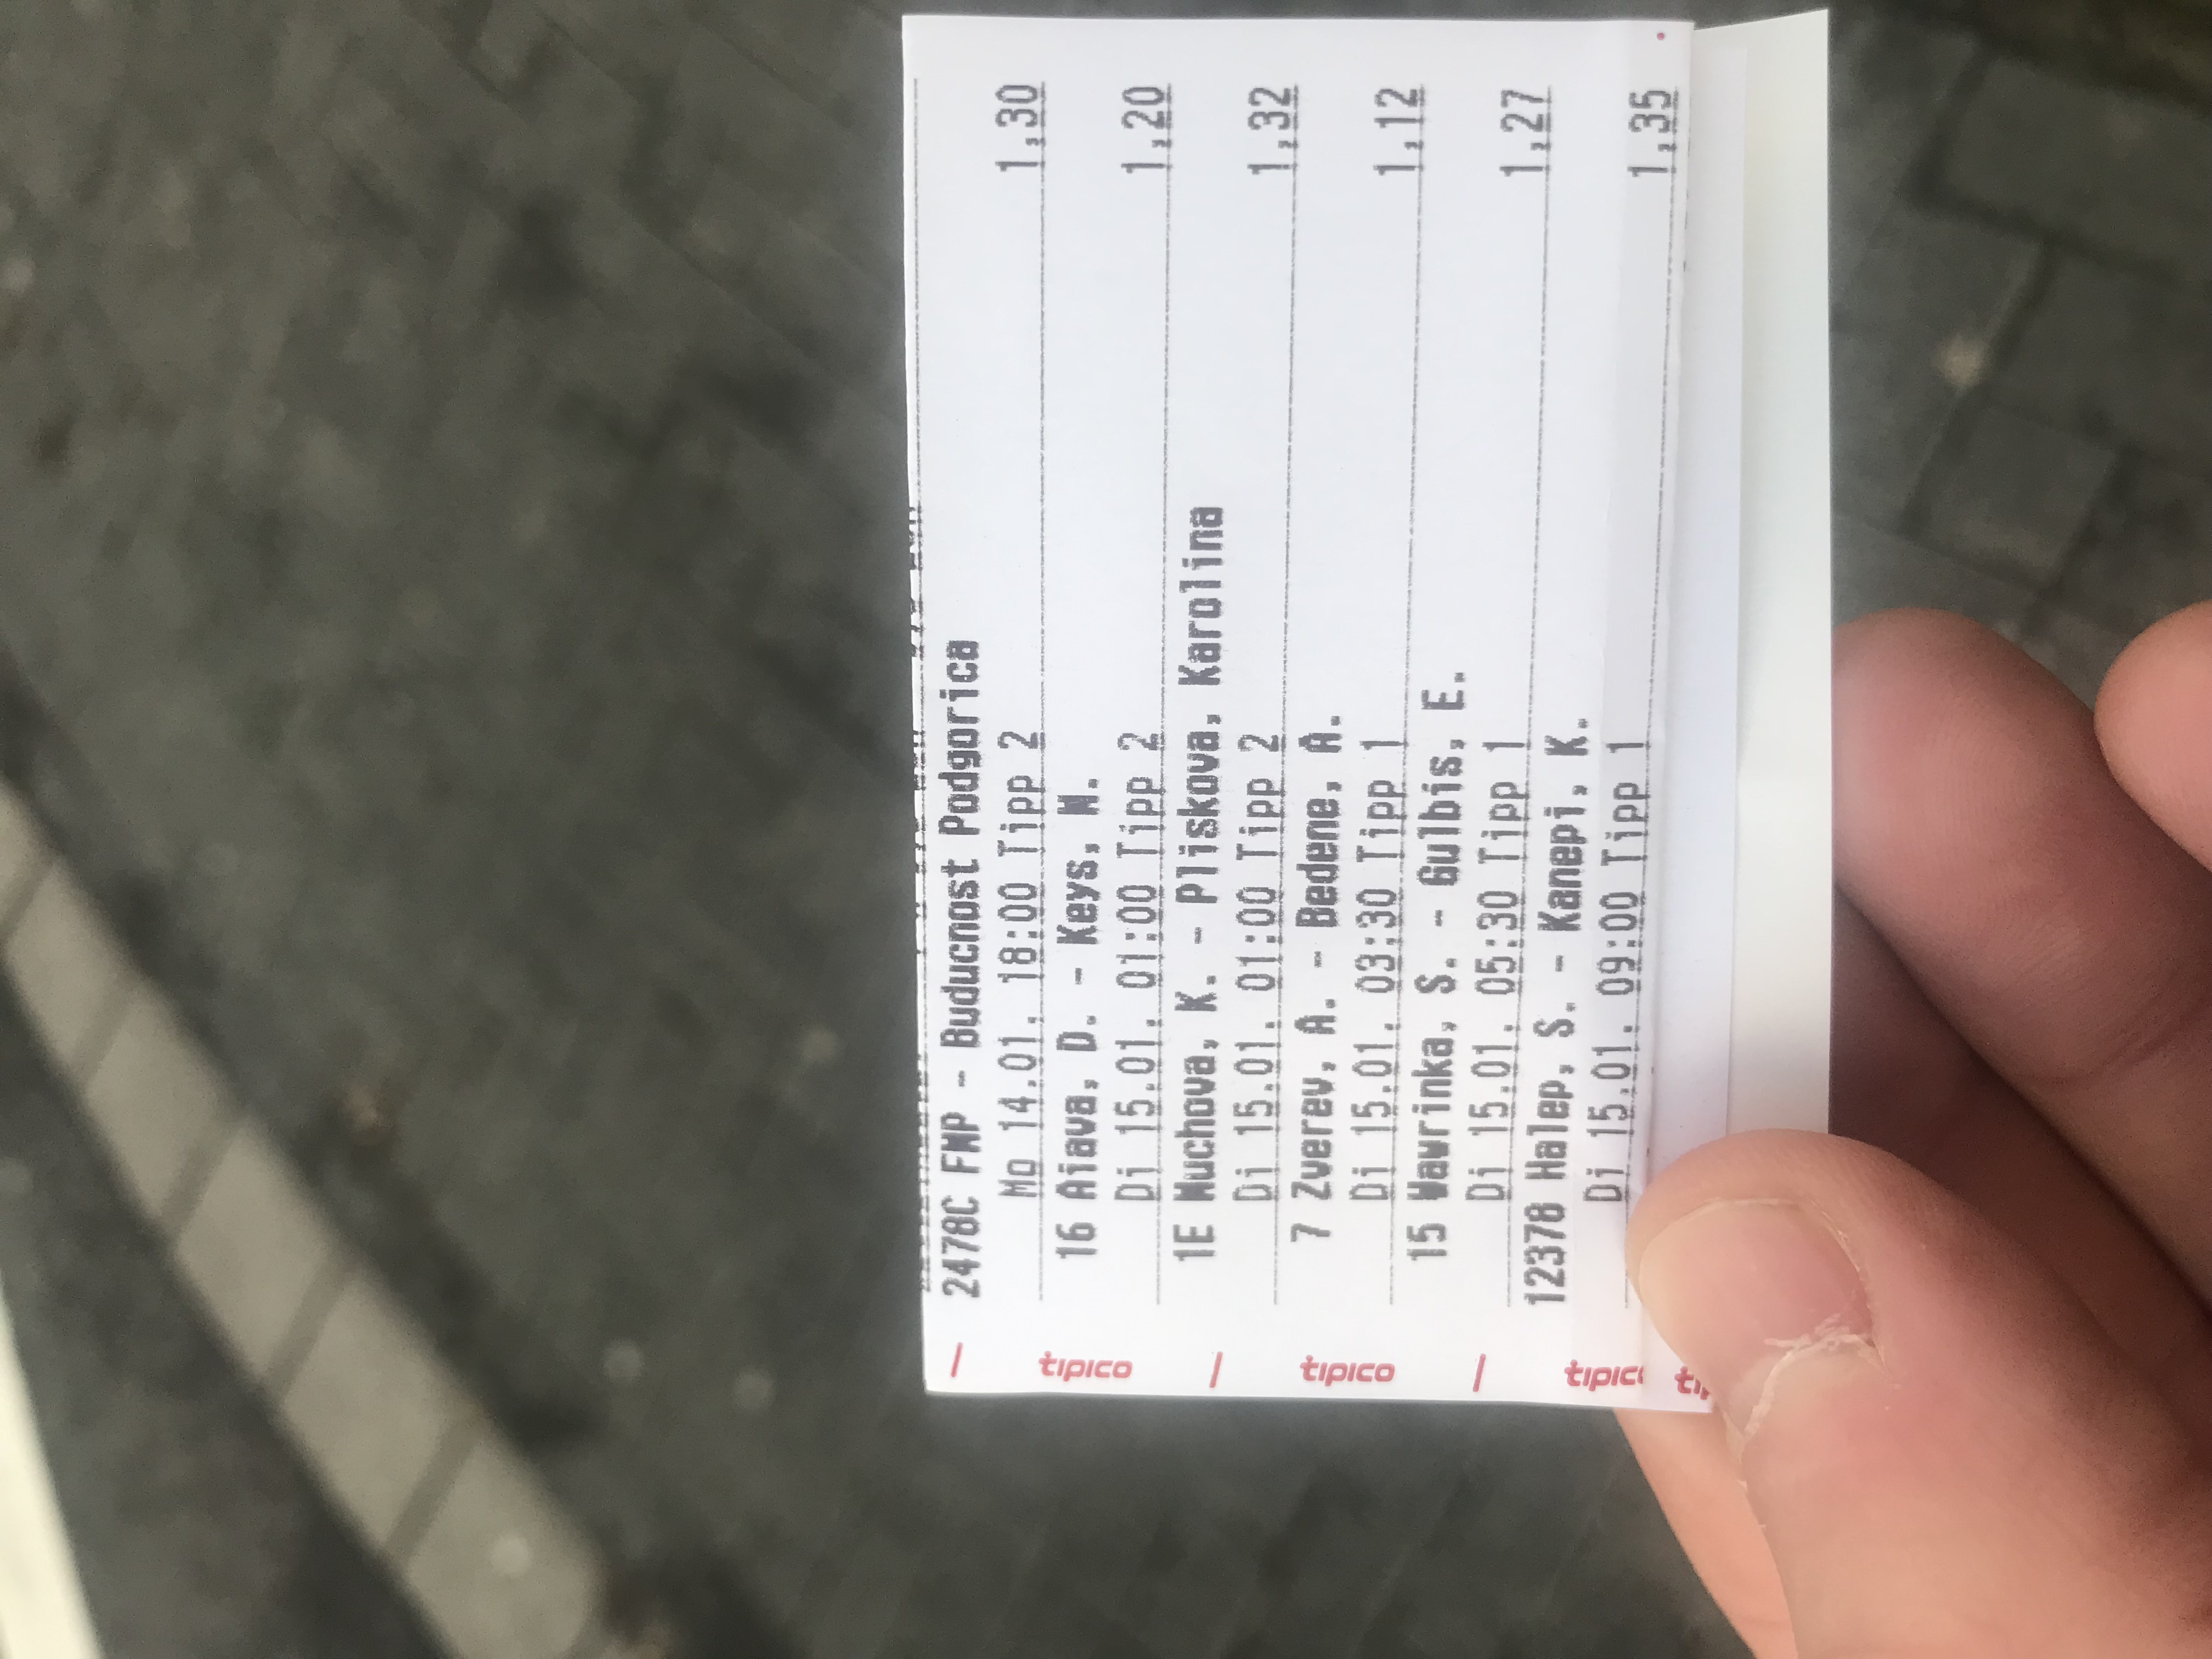 2478C FMP - Buducnost Podgorica
Mo 14.01. 18:00 Tipp 2 1,30
16 Aiava, D. - Keys, M.
Di 15.01. 01:00 Tipp 2 1,20
1E Muchova, K. - Pliskova, Karolina
Di 15.01. 01:00 Tipp 2 1,32
7 Zverev, A. - Bedene, A.
Di 15.01. 03:30 Tipp 1 1,12
15 Wawrinka, S. - Gulbis, E.
Di 15.01. 05:30 Tipp 1 1,27
12378 Halep, S. - Kanepi, K.
Di 15.01. 09:00 Tipp 1 1,35
tipico
tipico